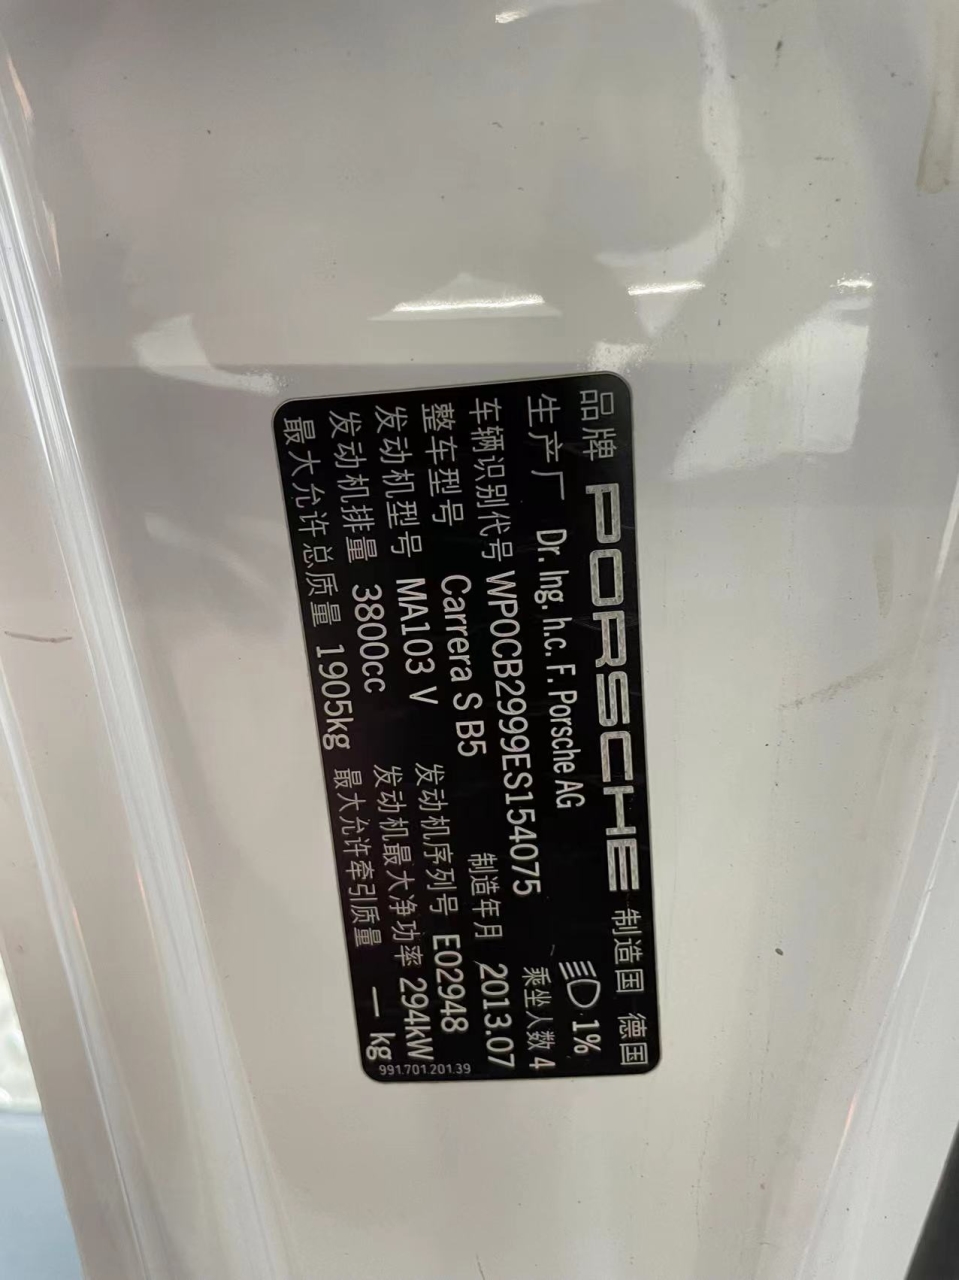 品牌 PORSCHE 制造国 德国
生产厂 Dr. Ing. h.c. F. Porsche AG 1%
乘坐人数 4
车辆识别代号 WP0CB2999ES154075 制造年月 2013.07
整车型号 Carrera S B5 发动机序列号 E02948
发动机型号 MA103 V 发动机最大净功率 294kW
发动机排量 3800cc 最大允许牵引质量 — kg
最大允许总质量 1905kg 991.701.201.39